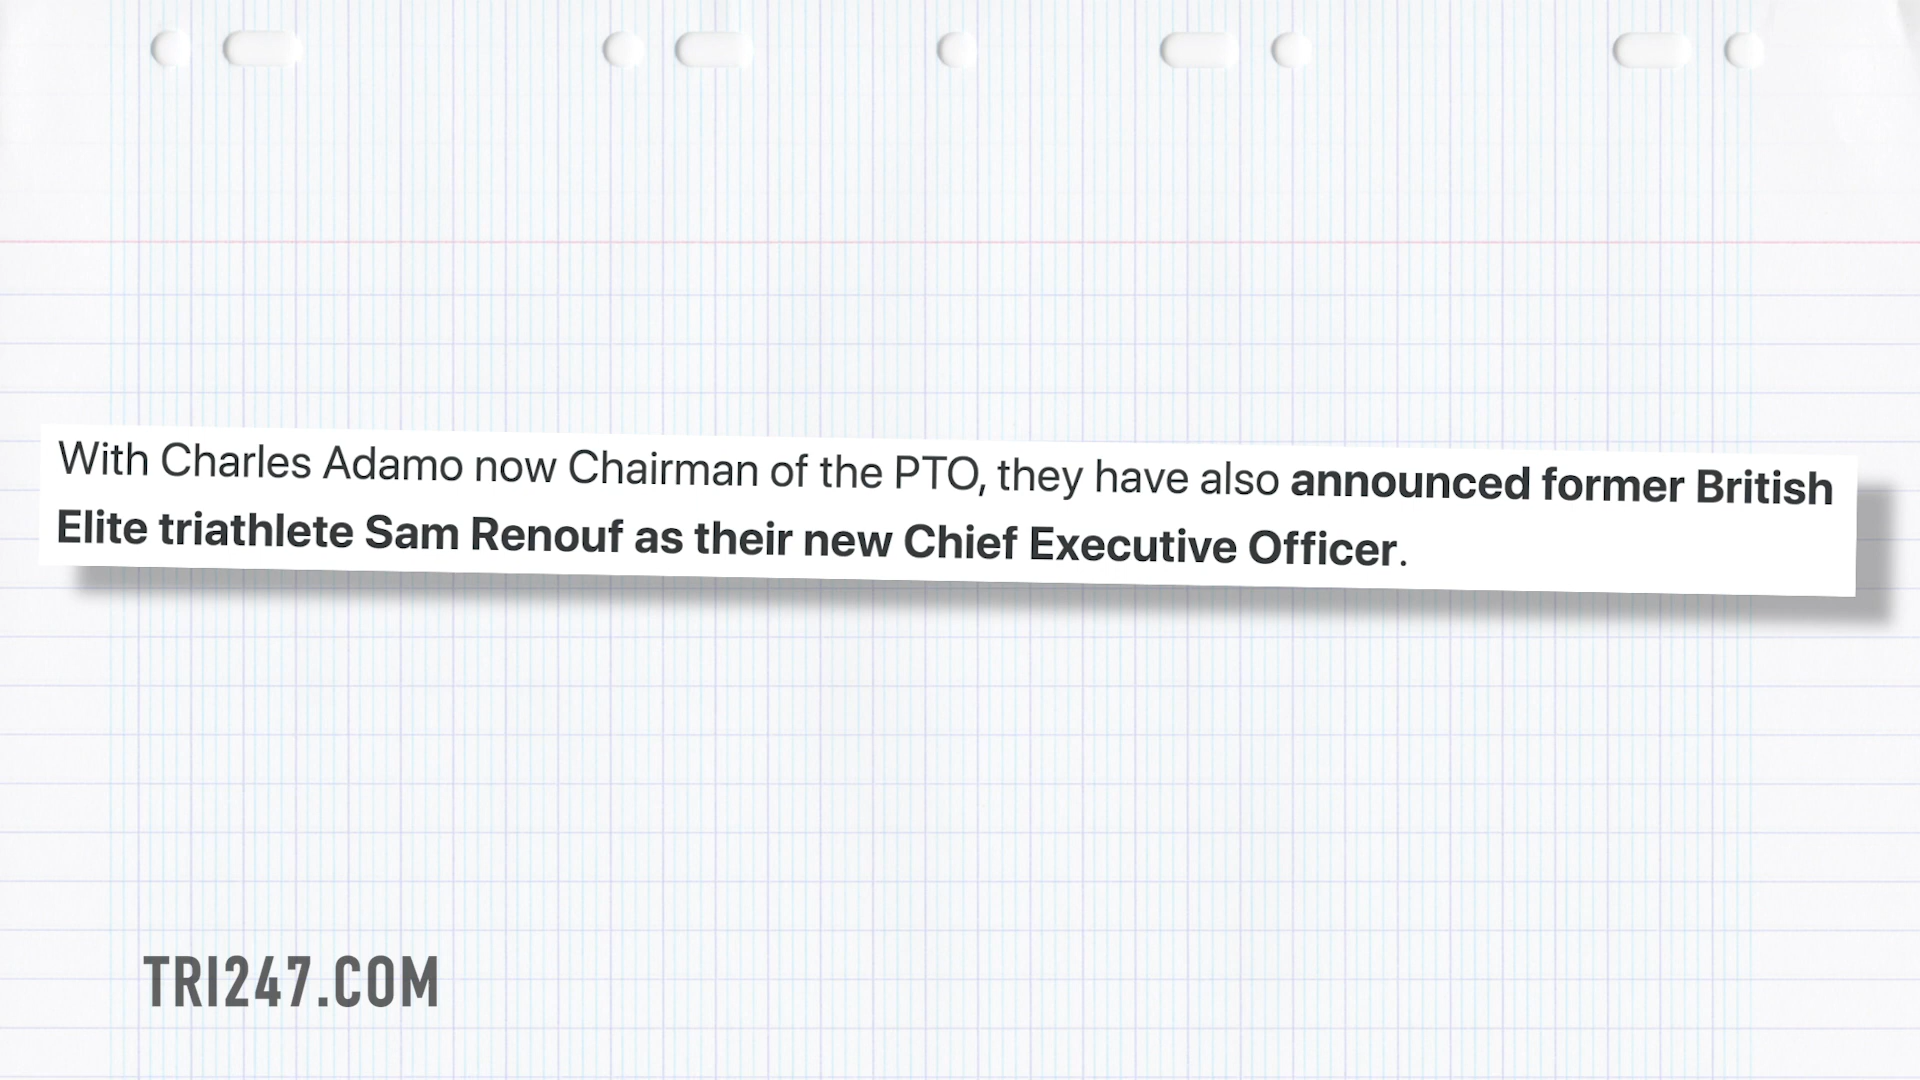 With Charles Adamo now Chairman of the PTO, they have also announced former British
Elite triathlete Sam Renouf as their new Chief Executive Officer.
TRI247.COM